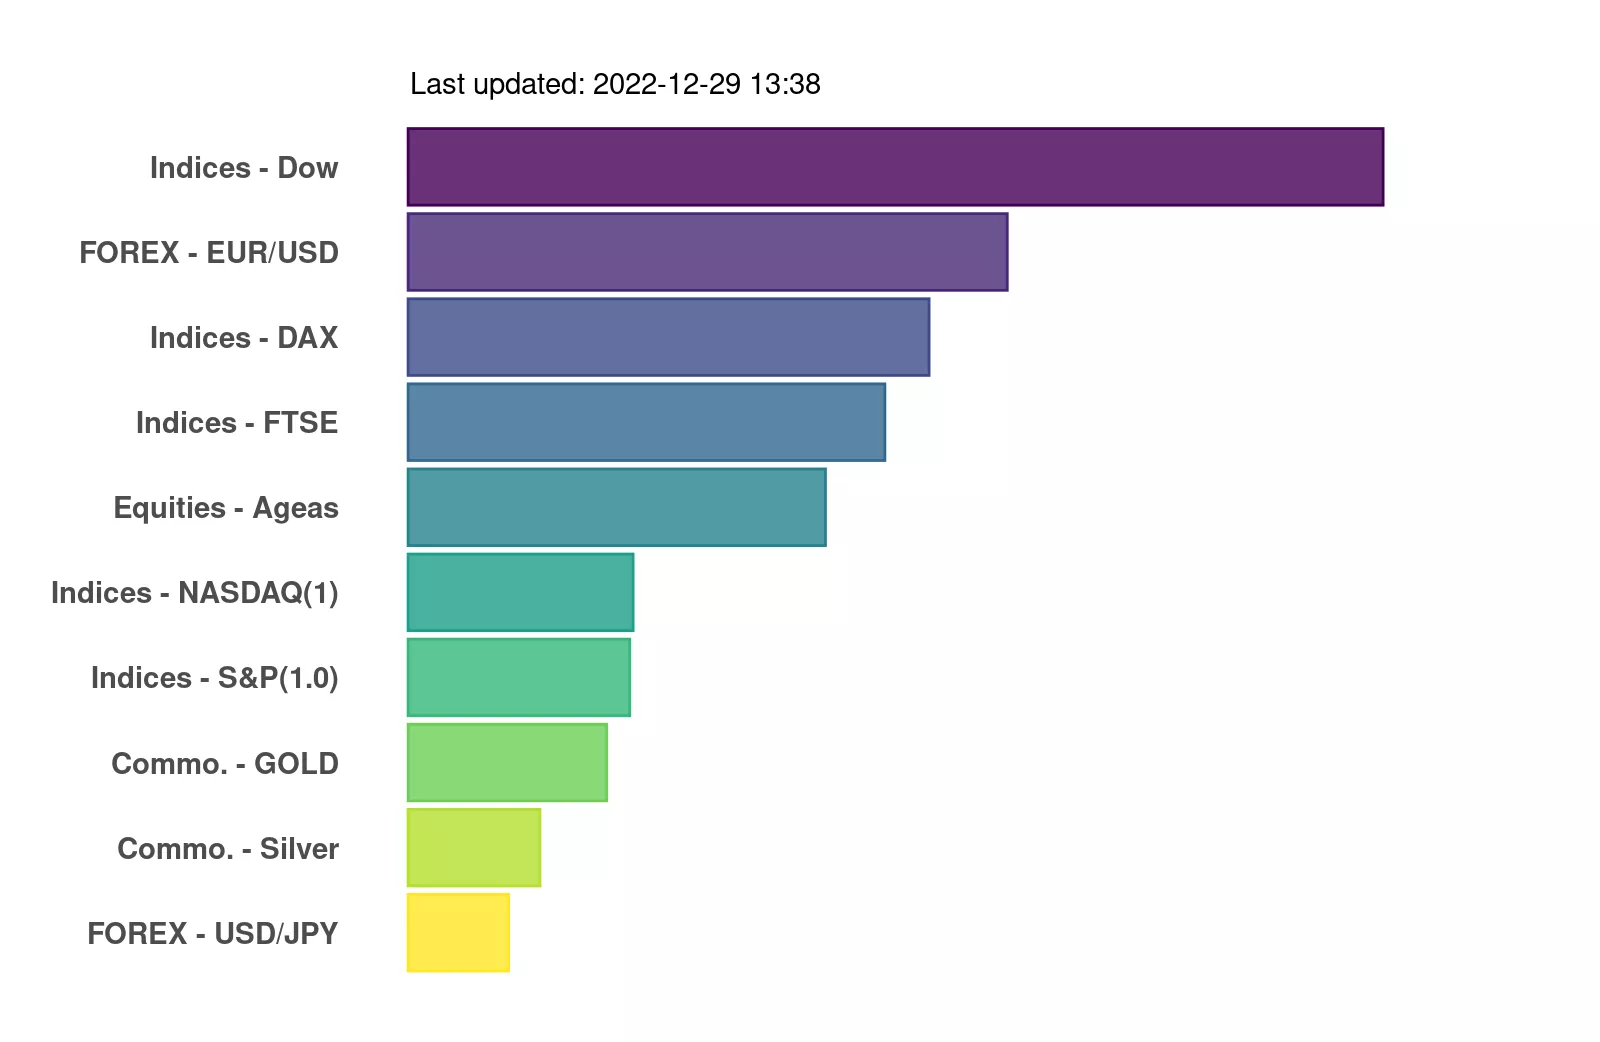 Last updated: 2022-12-29 13:38
Indices - Dow
FOREX - EUR/USD
Indices - DAX
Indices - FTSE
Equities - Ageas
Indices - NASDAQ(1)
Indices - S&P(1.0)
Commo. - GOLD
Commo. - Silver
FOREX - USD/JPY